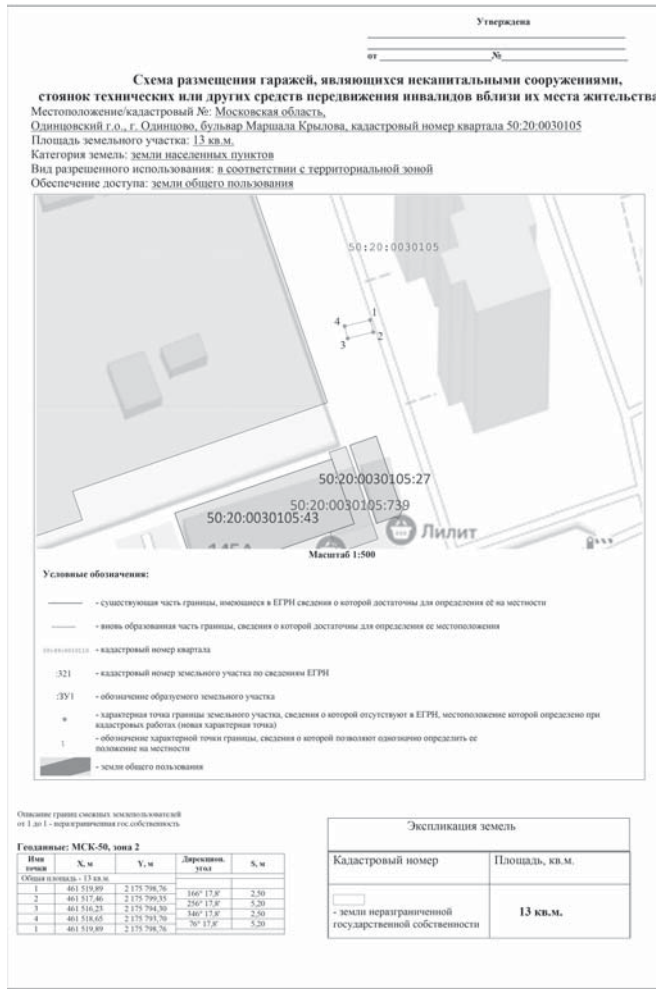 Утверждена
от № 
Схема размещения гаражей, являющихся некапитальными сооружениями,
стоянок технических или других средств передвижения инвалидов вблизи их места жительства
Местоположение/кадастровый №: Московская область,
Одинцовский г.о., г. Одинцово, бульвар Маршала Крылова, кадастровый номер квартала 50:20:0030105
Площадь земельного участка: 13 кв.м.
Категория земель: земли населенных пунктов
Вид разрешенного использования: в соответствии с территориальной зоной
Обеспечение доступа: земли общего пользования
50:20:0030105
4 1
3 2
50:20:0030105:27
50:20:0030105:739
50:20:0030105:43
145А
Лилит
Масштаб 1:500
Условные обозначения:
- существующая часть границы, имеющиеся в ЕГРН сведения о которой достаточны для определения её на местности
- вновь образованная часть границы, сведения о которой достаточны для определения ее местоположения
- кадастровый номер квартала
:321 - кадастровый номер земельного участка по сведениям ЕГРН
:ЗУ1 - обозначение образуемого земельного участка
- характерная точка границы земельного участка, сведения о которой отсутствуют в ЕГРН, местоположение которой определено при
кадастровых работах (новая характерная точка)
1 - обозначение характерной точки границы, сведения о которой позволяют однозначно определить ее
положение на местности
- земли общего пользования
Описание границ смежных землепользователей
от 1 до 1 - неразграниченная гос.собственность
Геоданные: МСК-50, зона 2
Имя точки X, м Y, м Дирекцион. угол S, м
Общая площадь - 13 кв.м.
1 461 519,89 2 175 798,76
166° 17,8' 2,50
2 461 517,46 2 175 799,35
256° 17,8' 5,20
3 461 516,23 2 175 794,30
346° 17,8' 2,50
4 461 518,65 2 175 793,70
76° 17,8' 5,20
1 461 519,89 2 175 798,76
Экспликация земель
Кадастровый номер Площадь, кв.м.
- земли неразграниченной
государственной собственности
13 кв.м.